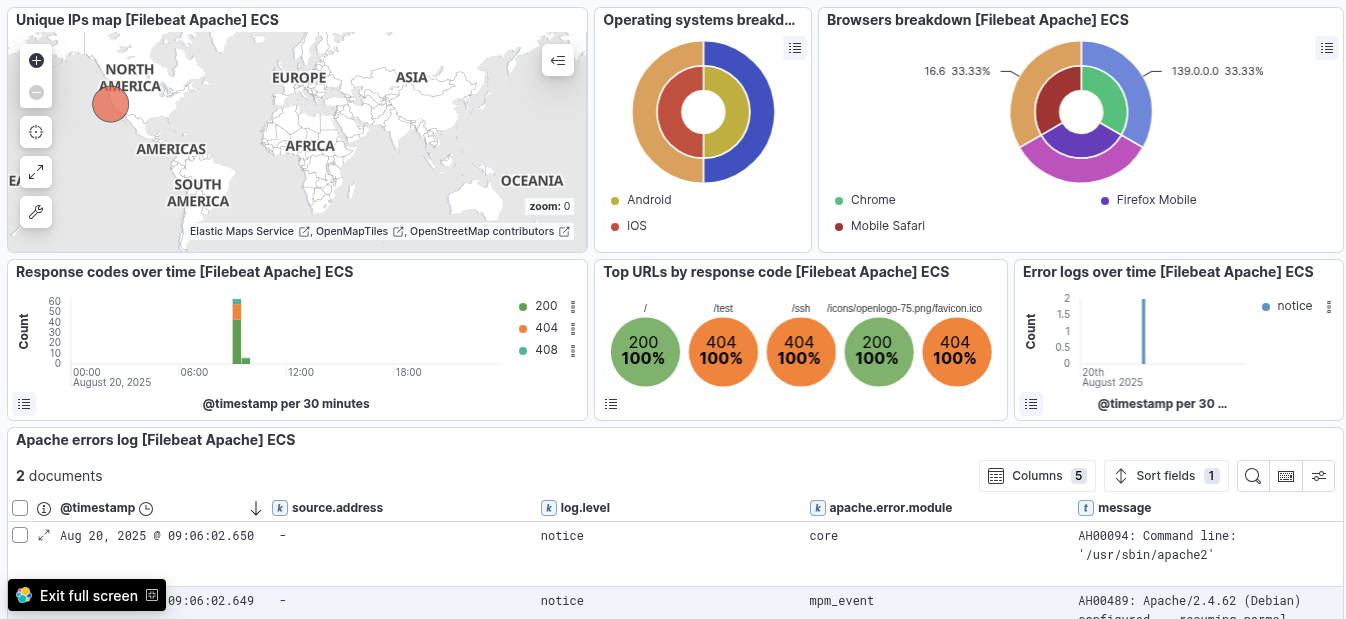 Unique IPs map [Filebeat Apache] ECS
NORTH
AMERICA
EUROPE
ASIA
AMERICAS
AFRICA
SOUTH
AMERICA
OCEANIA
EA
zoom: 0
Elastic Maps Service , OpenMapTiles , OpenStreetMap contributors
Operating systems breakd...
Android
iOS
Browsers breakdown [Filebeat Apache] ECS
16.6 33.33%
139.0.0.0 33.33%
Chrome
Firefox Mobile
Mobile Safari
Response codes over time [Filebeat Apache] ECS
Count
60
50
40
30
20
10
0
00:00
August 20, 2025
06:00
12:00
18:00
@timestamp per 30 minutes
200
404
408
Top URLs by response code [Filebeat Apache] ECS
/
/test
/ssh
/icons/openlogo-75.png
/favicon.ico
200
100%
404
100%
404
100%
200
100%
404
100%
Error logs over time [Filebeat Apache] ECS
Count
2
1.5
1
0.5
0
20th
August 2025
@timestamp per 30 ...
notice
Apache errors log [Filebeat Apache] ECS
2 documents
Columns 5
Sort fields 1
@timestamp
k source.address
k log.level
k apache.error.module
t message
Aug 20, 2025 @ 09:06:02.650 - notice core AH00094: Command line:
'/usr/sbin/apache2'
09:06:02.649 - notice mpm_event AH00489: Apache/2.4.62 (Debian)
configured -- resuming normal
Exit full screen